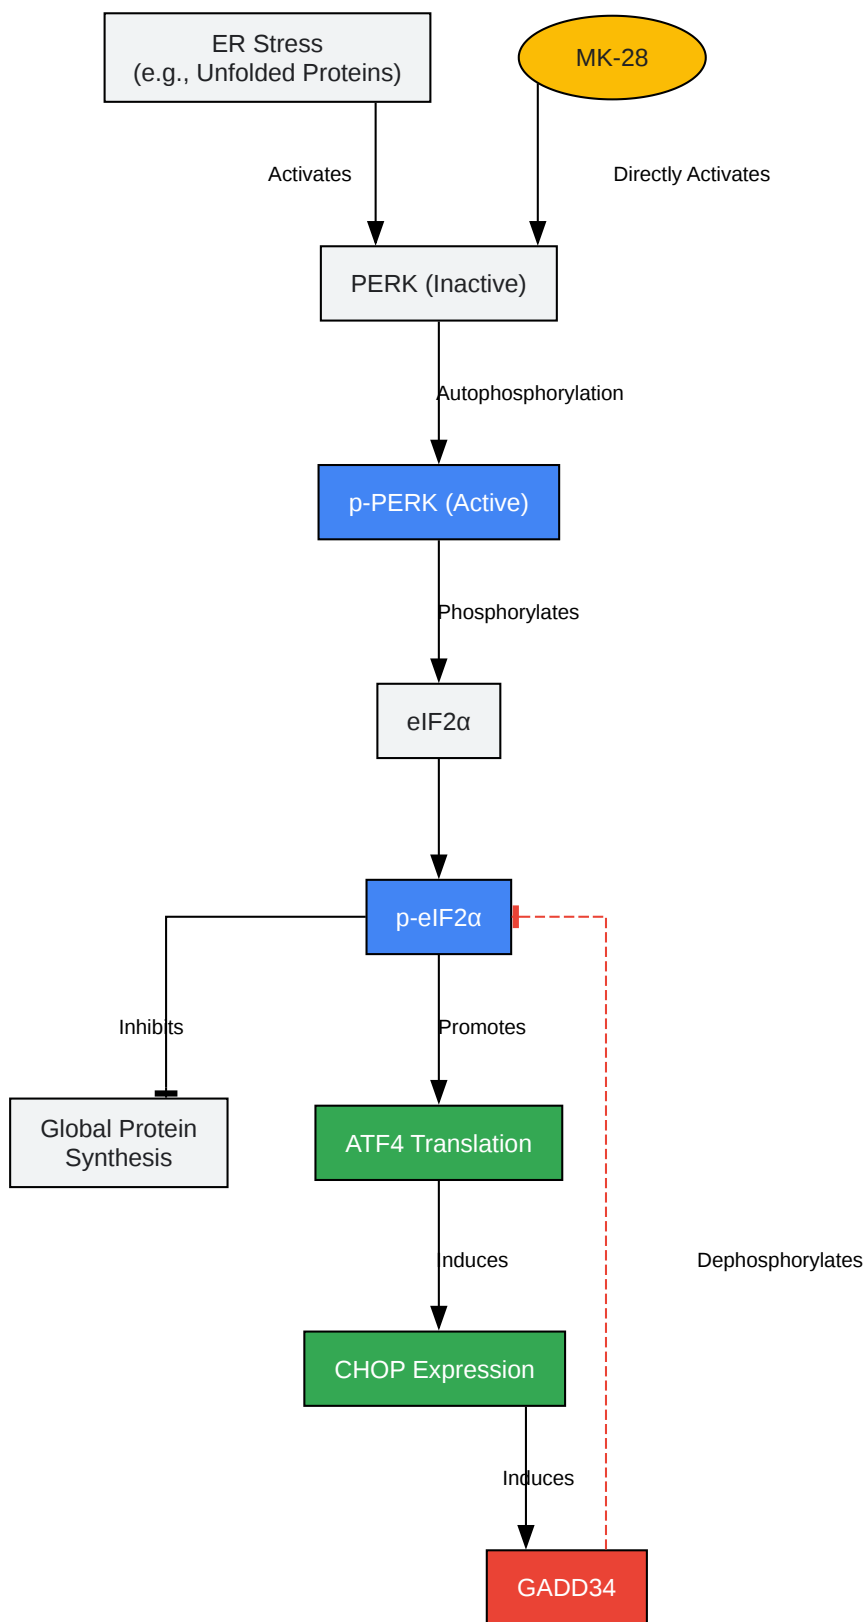 ER Stress
(e.g., Unfolded Proteins)
MK-28
Activates
Directly Activates
PERK (Inactive)
Autophosphorylation
p-PERK (Active)
Phosphorylates
eIF2α
p-eIF2α
Inhibits
Promotes
Global Protein
Synthesis
ATF4 Translation
Induces
Dephosphorylates
CHOP Expression
Induces
GADD34